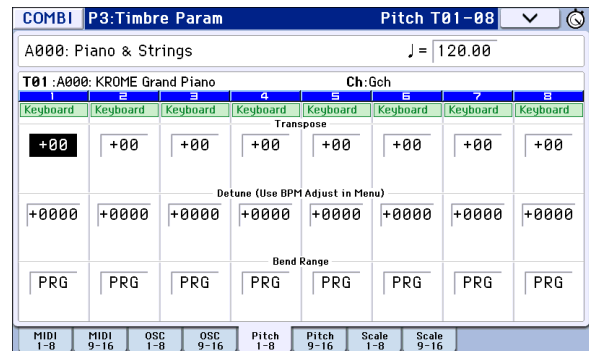 COMBI P3:Timbre Param Pitch T01-08
A000: Piano & Strings ♩= 120.00
T01 :A000: KROME Grand Piano Ch:Gch
1 2 3 4 5 6 7 8
Keyboard Keyboard Keyboard Keyboard Keyboard Keyboard Keyboard Keyboard
Transpose
+00 +00 +00 +00 +00 +00 +00 +00
Detune (Use BPM Adjust in Menu)
+0000 +0000 +0000 +0000 +0000 +0000 +0000 +0000
Bend Range
PRG PRG PRG PRG PRG PRG PRG PRG
MIDI MIDI OSC OSC Pitch Pitch Scale Scale
1-8 9-16 1-8 9-16 1-8 9-16 1-8 9-16